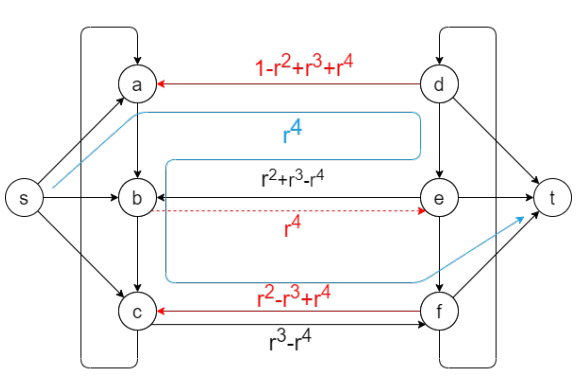 1-r²+r³+r⁴
a d
r⁴
r²+r³-r⁴
s b e t
r⁴
r²-r³+r⁴
c f
r³-r⁴